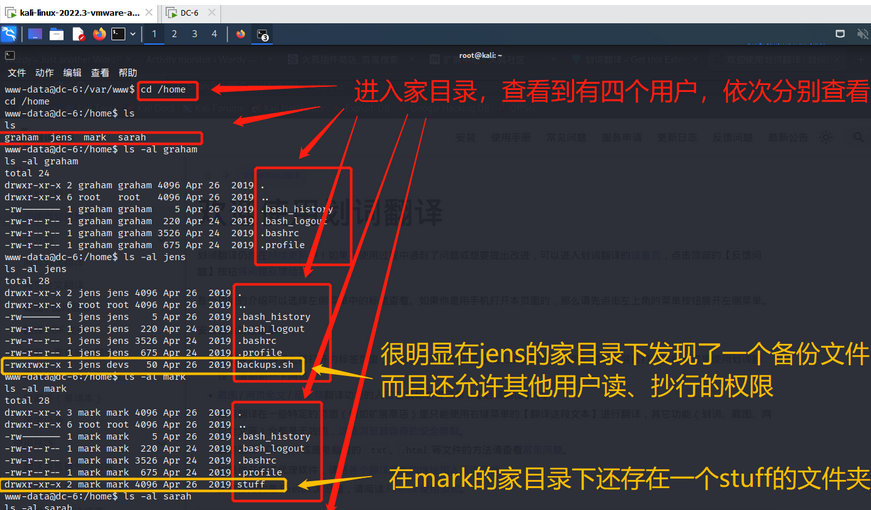 kali-linux-2022.3-vmware-a...
DC-6
1 2 3 4
root@kali: ~
文件 动作 编辑 查看 帮助
www-data@dc-6:/var/www$ cd /home
cd /home
www-data@dc-6:/home$ ls
ls
graham jens mark sarah
www-data@dc-6:/home$ ls -al graham
ls -al graham
total 24
drwxr-xr-x 2 graham graham 4096 Apr 26 2019 .
drwxr-xr-x 6 root root 4096 Apr 26 2019 ..
-rw------- 1 graham graham 5 Apr 26 2019 .bash_history
-rw-r--r-- 1 graham graham 220 Apr 24 2019 .bash_logout
-rw-r--r-- 1 graham graham 3526 Apr 24 2019 .bashrc
-rw-r--r-- 1 graham graham 675 Apr 24 2019 .profile
www-data@dc-6:/home$ ls -al jens
ls -al jens
total 28
drwxr-xr-x 2 jens jens 4096 Apr 26 2019 .
drwxr-xr-x 6 root root 4096 Apr 26 2019 ..
-rw------- 1 jens jens 5 Apr 26 2019 .bash_history
-rw-r--r-- 1 jens jens 220 Apr 24 2019 .bash_logout
-rw-r--r-- 1 jens jens 3526 Apr 24 2019 .bashrc
-rw-r--r-- 1 jens jens 675 Apr 24 2019 .profile
-rwxrwxr-x 1 jens devs 50 Apr 26 2019 backups.sh
www-data@dc-6:/home$ ls -al mark
ls -al mark
total 28
drwxr-xr-x 3 mark mark 4096 Apr 26 2019 .
drwxr-xr-x 6 root root 4096 Apr 26 2019 ..
-rw------- 1 mark mark 5 Apr 26 2019 .bash_history
-rw-r--r-- 1 mark mark 220 Apr 24 2019 .bash_logout
-rw-r--r-- 1 mark mark 3526 Apr 24 2019 .bashrc
-rw-r--r-- 1 mark mark 675 Apr 24 2019 .profile
drwxr-xr-x 2 mark mark 4096 Apr 26 2019 stuff
www-data@dc-6:/home$ ls -al sarah
ls -al sarah
进入家目录，查看到有四个用户，依次分别查看
很明显在jens的家目录下发现了一个备份文件
而且还允许其他用户读、抄行的权限
在mark的家目录下还存在一个stuff的文件夹